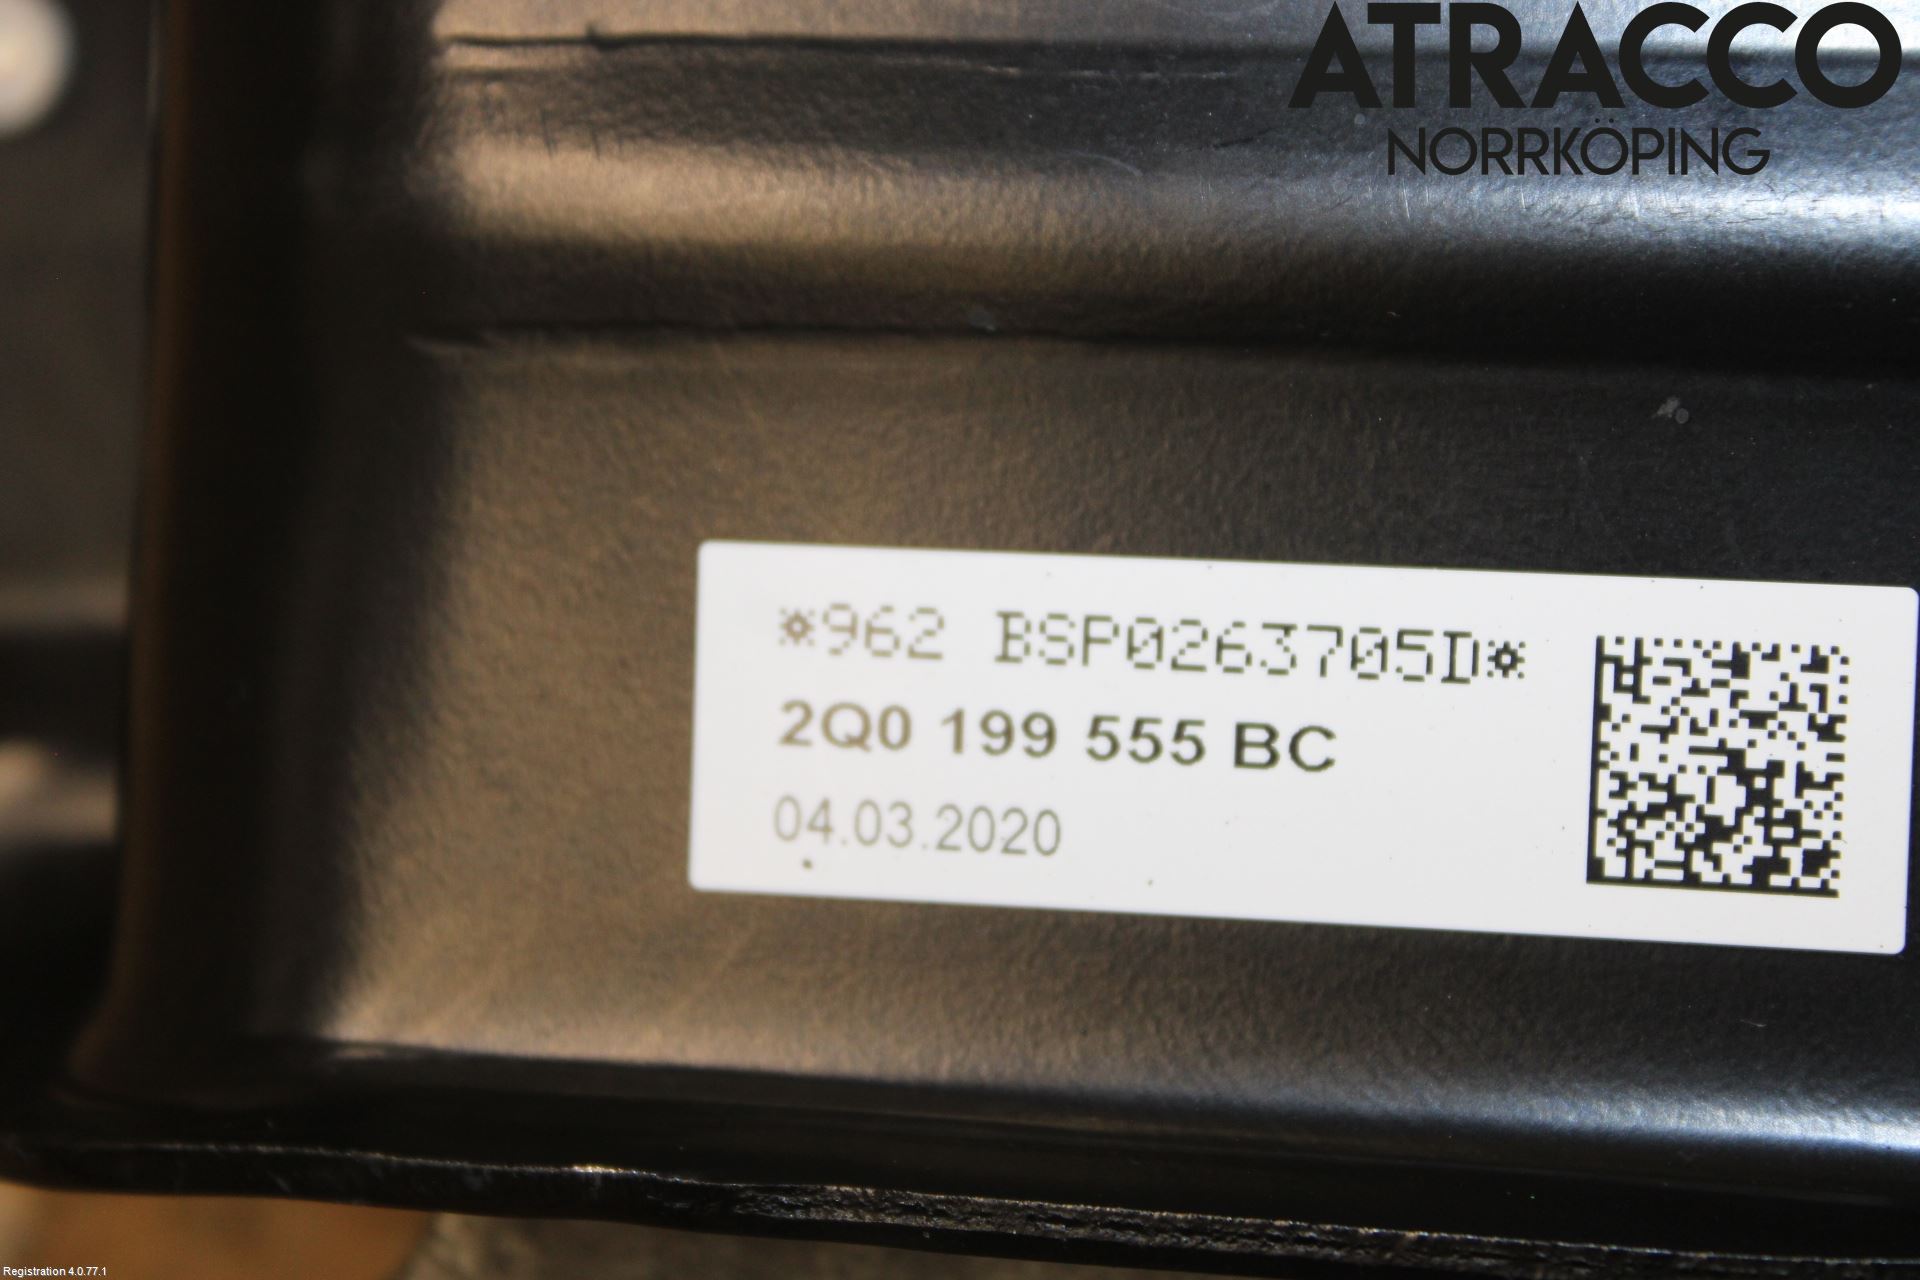 ATRACCO
NORRKÖPING
*962 BSP0263705D*
2Q0 199 555 BC
04.03.2020
Registration 4.0.77.1